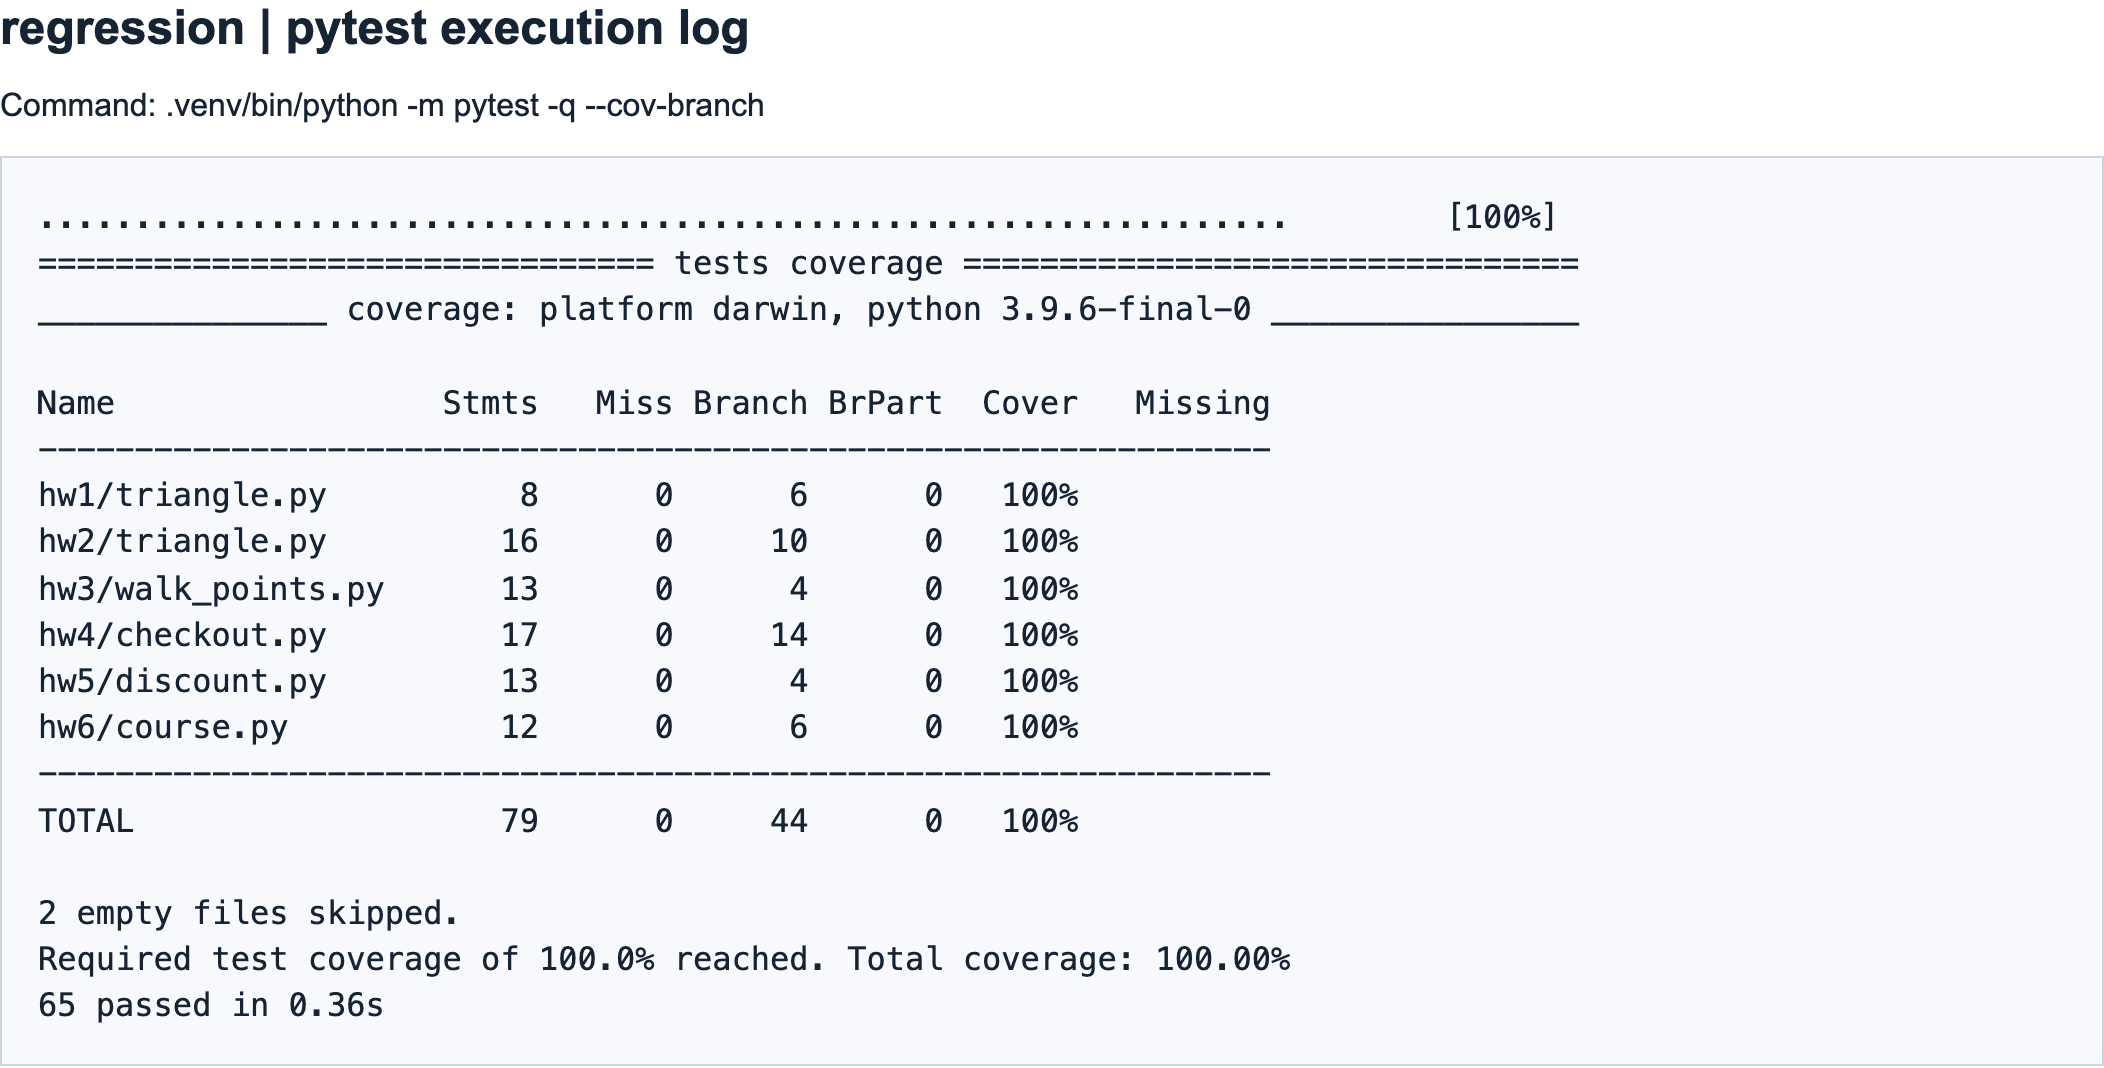 regression | pytest execution log
Command: .venv/bin/python -m pytest -q --cov-branch
.................................................................        [100%]
================================ tests coverage ================================
_______________ coverage: platform darwin, python 3.9.6-final-0 ________________
Name                 Stmts   Miss Branch BrPart  Cover   Missing
----------------------------------------------------------------
hw1/triangle.py          8      0      6      0   100%
hw2/triangle.py         16      0     10      0   100%
hw3/walk_points.py      13      0      4      0   100%
hw4/checkout.py         17      0     14      0   100%
hw5/discount.py         13      0      4      0   100%
hw6/course.py           12      0      6      0   100%
----------------------------------------------------------------
TOTAL                   79      0     44      0   100%
2 empty files skipped.
Required test coverage of 100.0% reached. Total coverage: 100.00%
65 passed in 0.36s